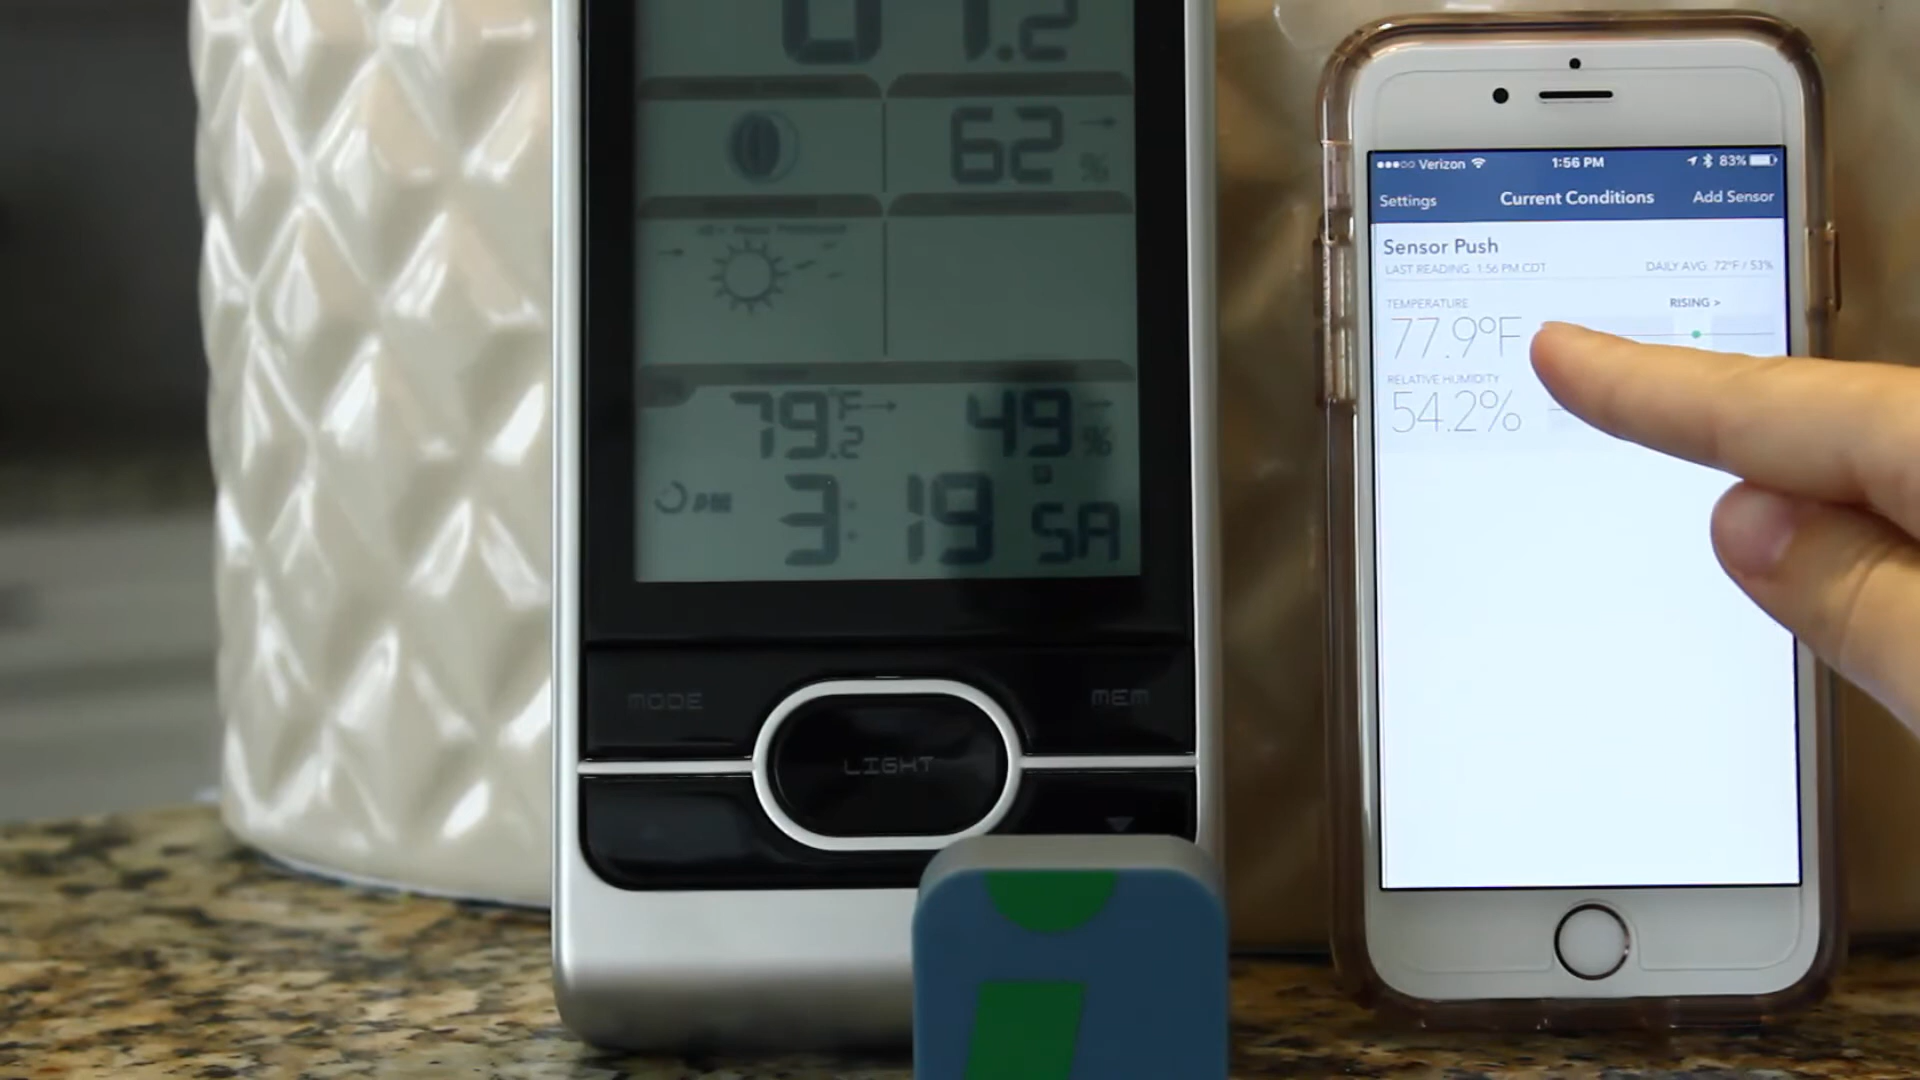 62 %
79.2 °F 49 %
3:19 SA
MODE
MEM
LIGHT
Verizon 1:56 PM 83%
Settings Current Conditions Add Sensor
Sensor Push
LAST READING: 1:56 PM CDT DAILY AVG: 72°F / 53%
TEMPERATURE RISING >
77.9°F
RELATIVE HUMIDITY
54.2%